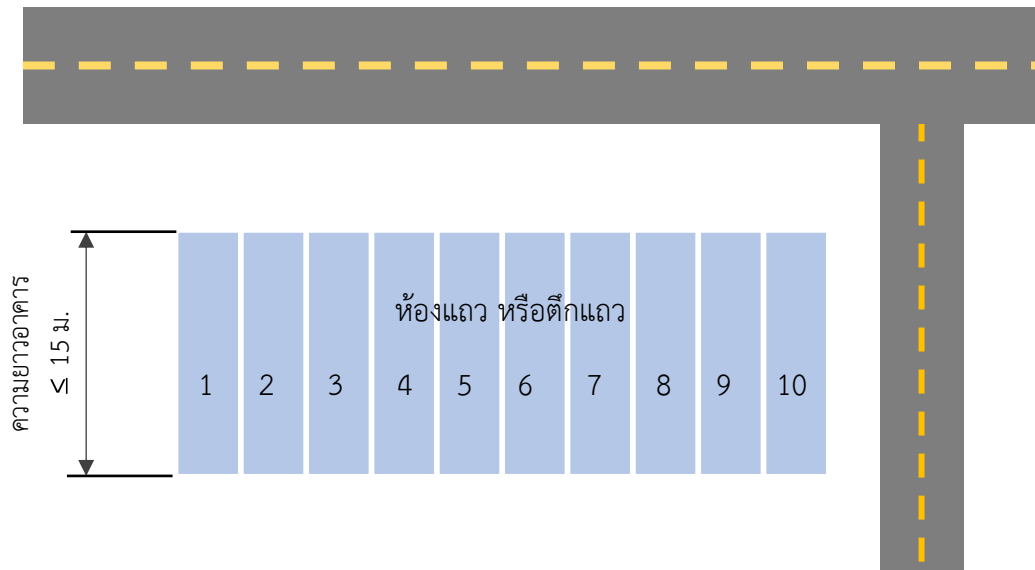 ความยาวอาคาร
≤ 15 ม.
ห้องแถว หรือตึกแถว
1 2 3 4 5 6 7 8 9 10